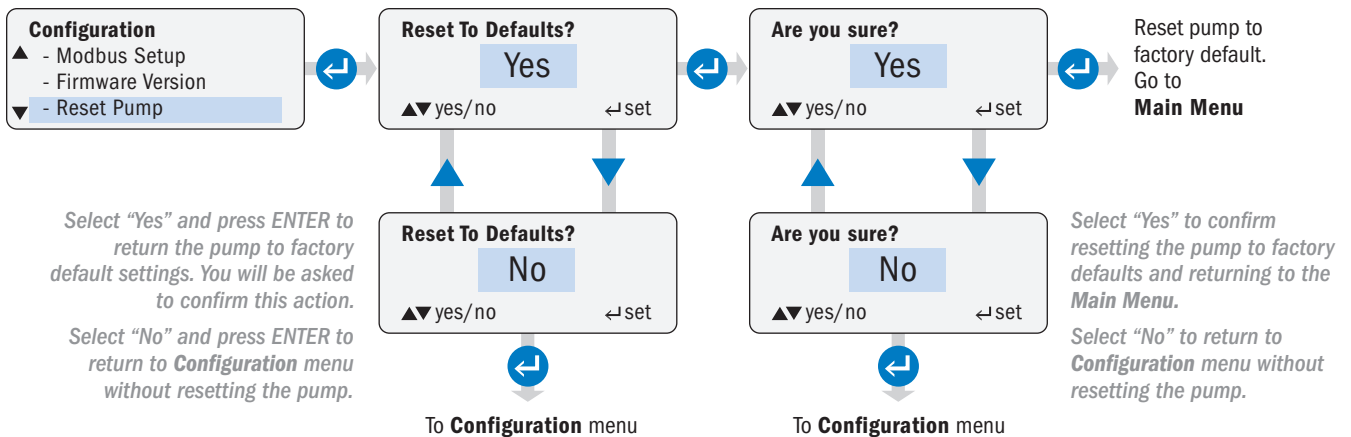 Configuration
- Modbus Setup
- Firmware Version
- Reset Pump
Reset To Defaults?
Yes
▲▼ yes/no ↵ set
Are you sure?
Yes
▲▼ yes/no ↵ set
Reset pump to
factory default.
Go to
Main Menu
Select “Yes” and press ENTER to
return the pump to factory
default settings. You will be asked
to confirm this action.
Select “No” and press ENTER to
return to Configuration menu
without resetting the pump.
Reset To Defaults?
No
▲▼ yes/no ↵ set
To Configuration menu
Are you sure?
No
▲▼ yes/no ↵ set
To Configuration menu
Select “Yes” to confirm
resetting the pump to factory
defaults and returning to the
Main Menu.
Select “No” to return to
Configuration menu without
resetting the pump.